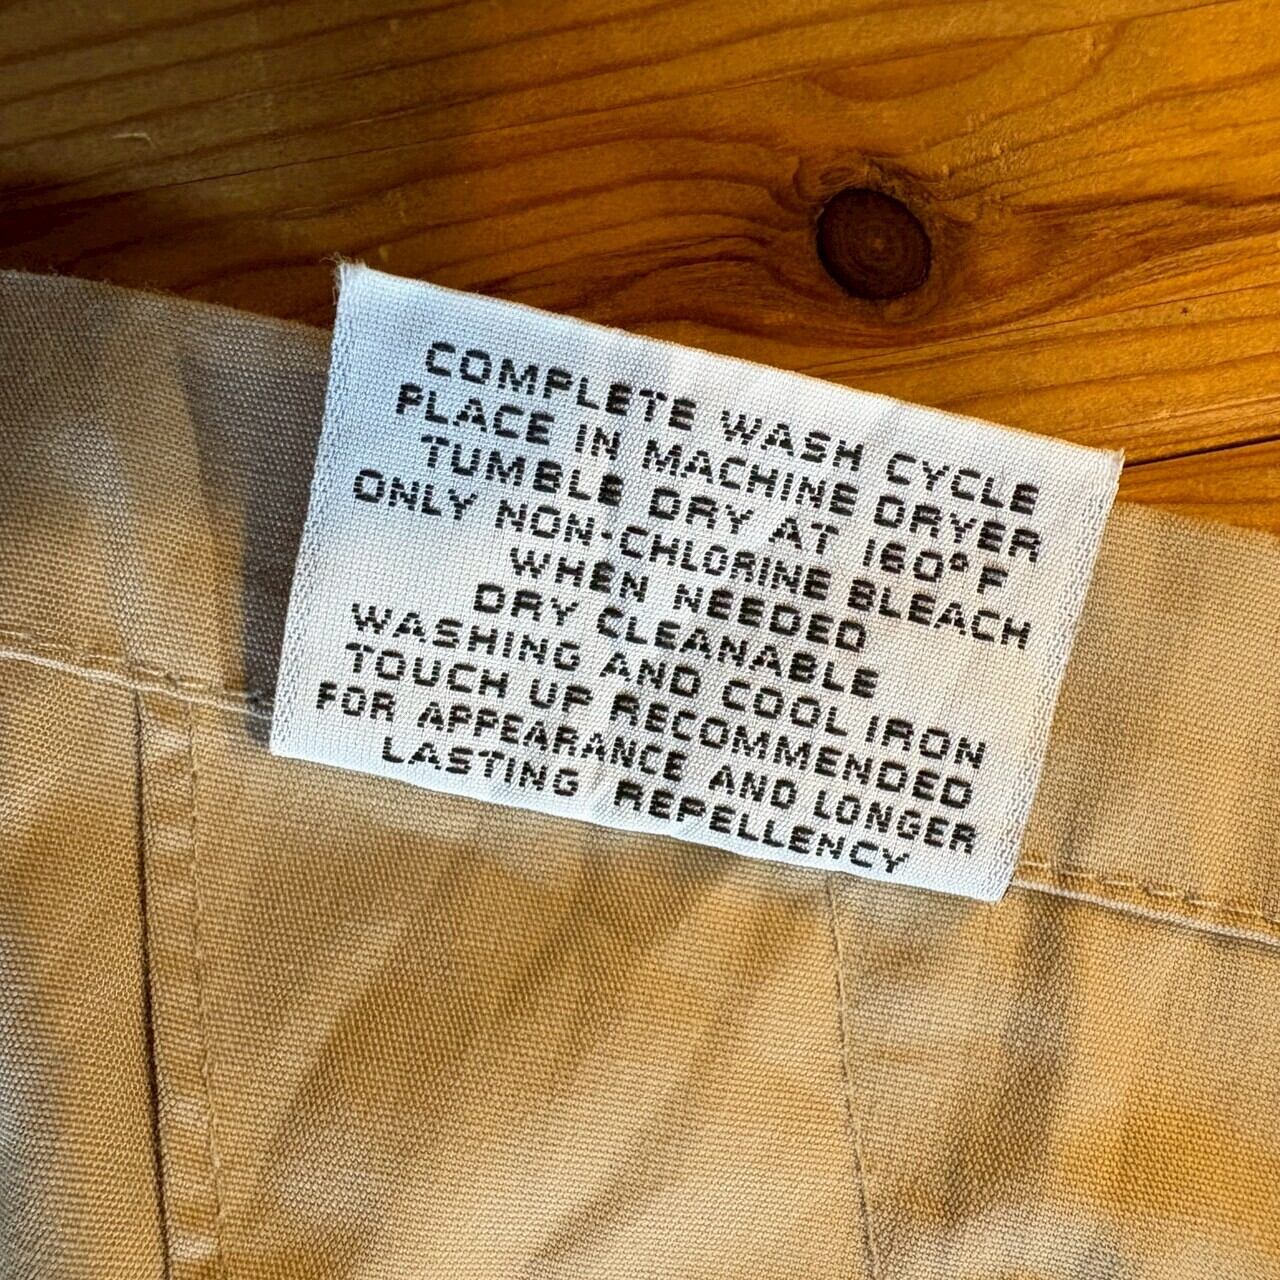 COMPLETE WASH CYCLE
PLACE IN MACHINE DRYER
TUMBLE DRY AT 160° F
ONLY NON-CHLORINE BLEACH
WHEN NEEDED
DRY CLEANABLE
WASHING AND COOL IRON
TOUCH UP RECOMMENDED
FOR APPEARANCE AND LONGER
LASTING REPELLENCY